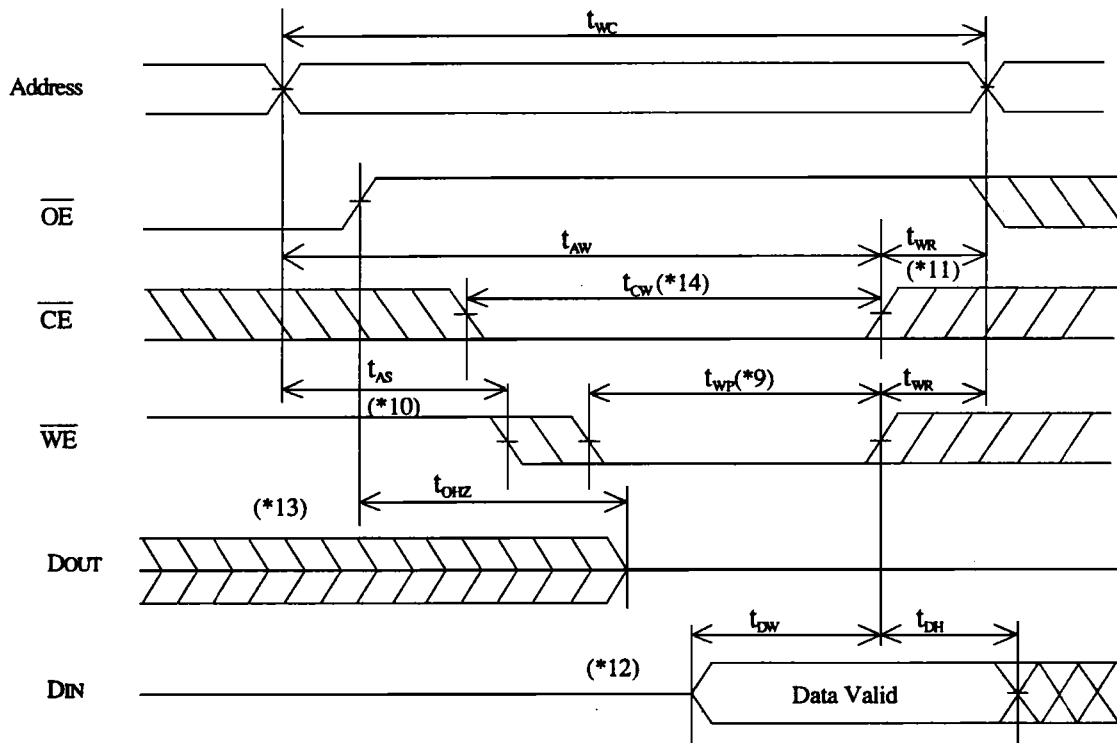 tWC
Address
OE
tAW
tWR
(*11)
CE
tCW (*14)
tAS
(*10)
tWP(*9)
tWR
WE
tOHZ
(*13)
DOUT
tDW
tDH
(*12)
DIN
Data Valid